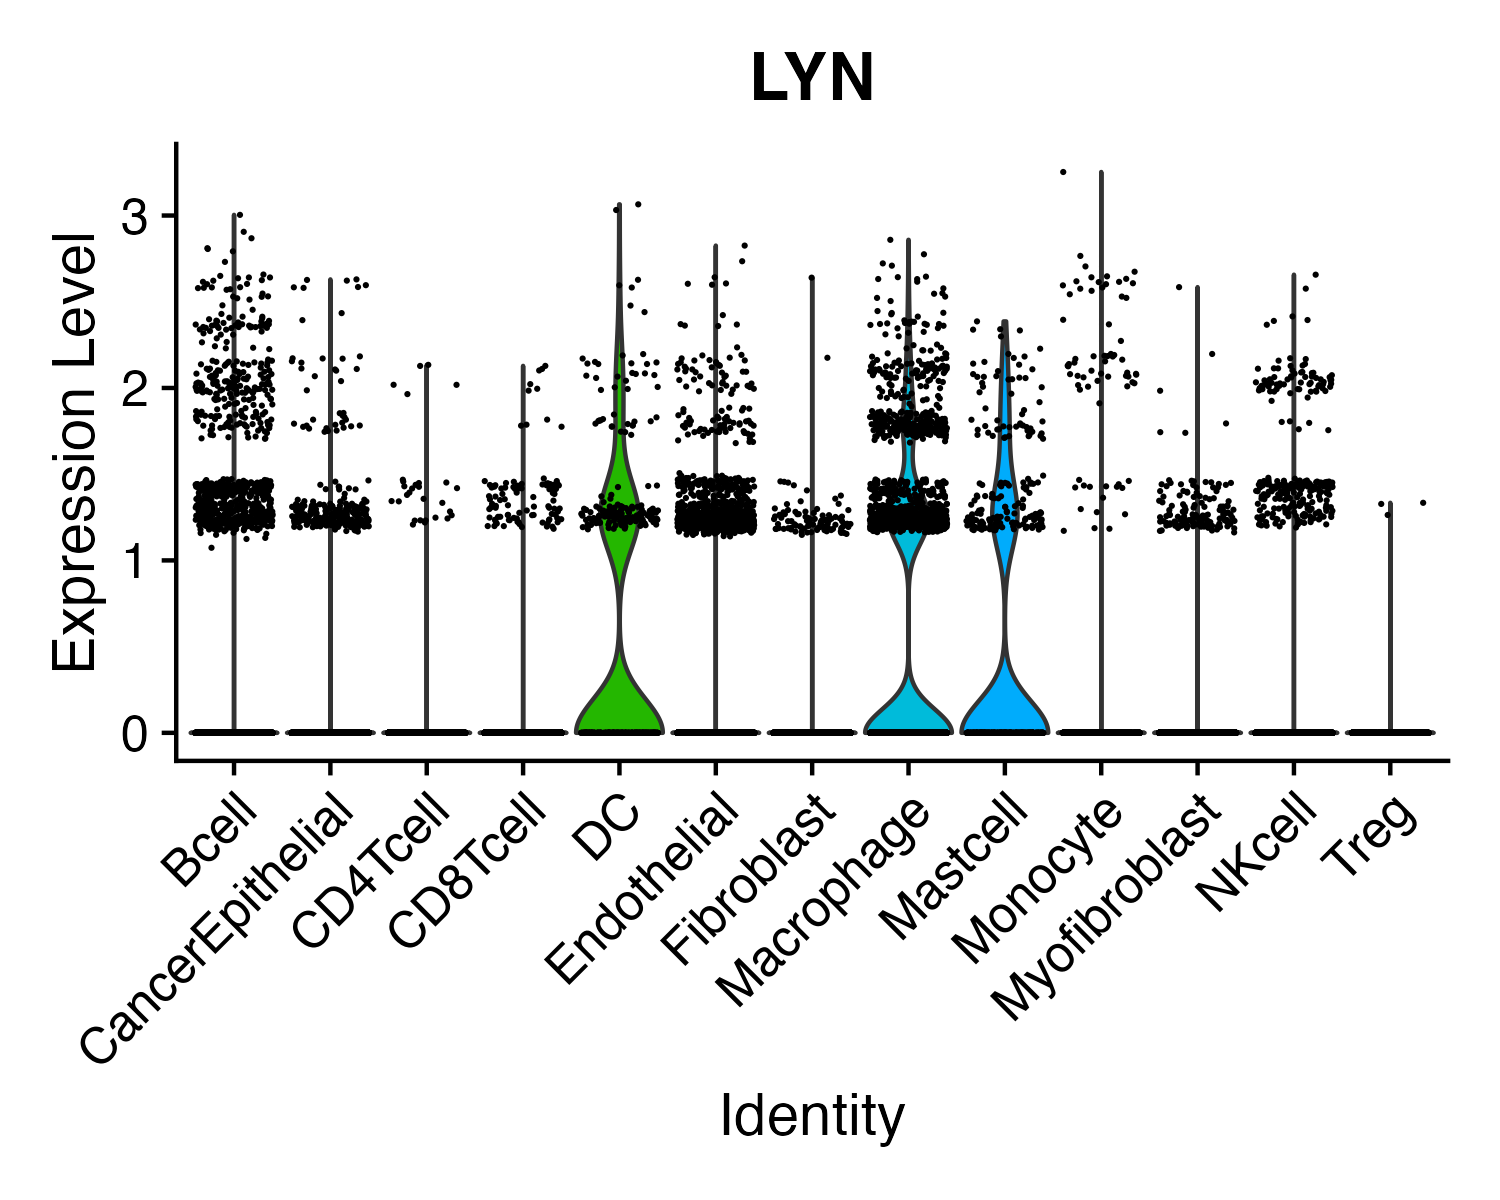 LYN
Expression Level
3
2
1
0
Bcell
CancerEpithelial
CD4Tcell
CD8Tcell
DC
Endothelial
Fibroblast
Macrophage
Mastcell
Monocyte
Myofibroblast
NKcell
Treg
Identity